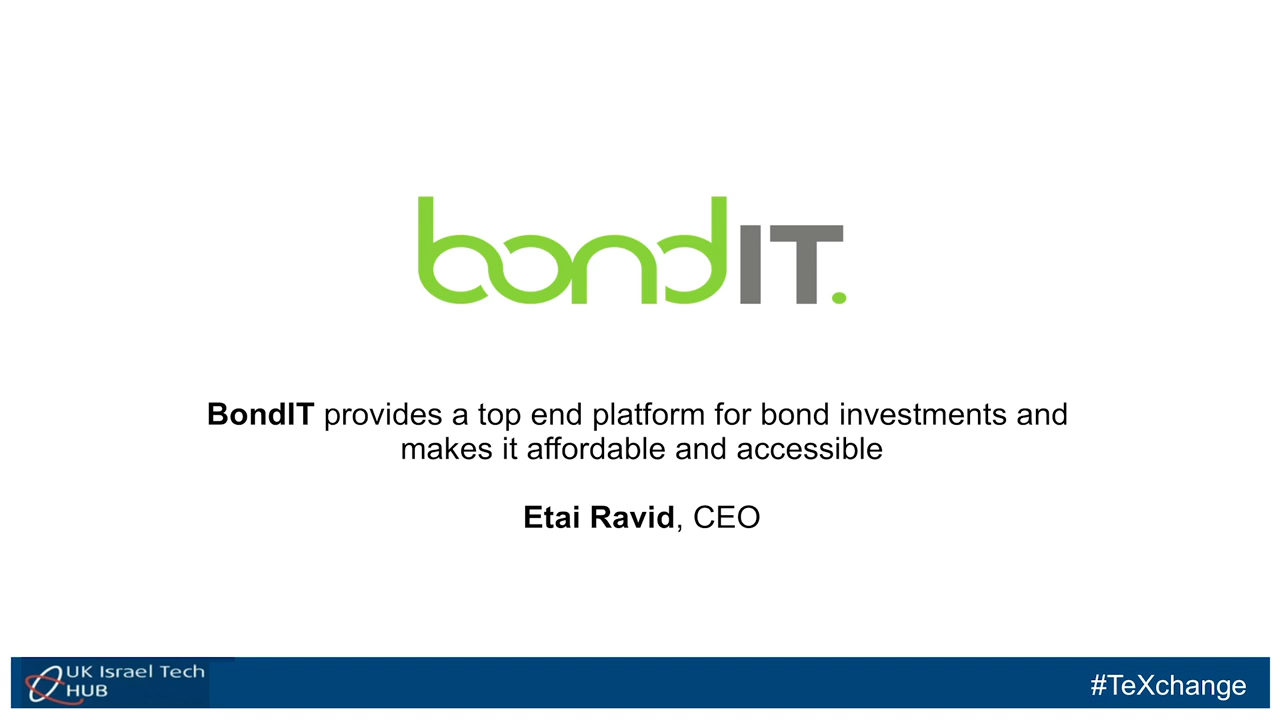 bondIT.
BondIT provides a top end platform for bond investments and
makes it affordable and accessible
Etai Ravid, CEO
UK Israel Tech
HUB
#TeXchange